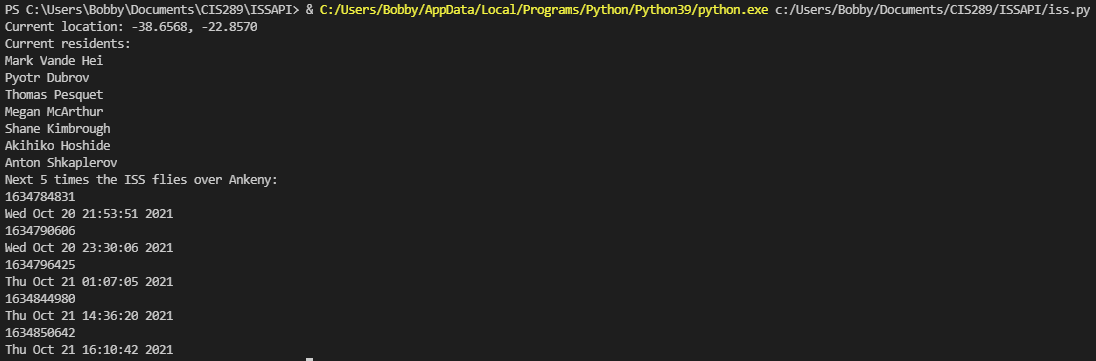 PS C:\Users\Bobby\Documents\CIS289\ISSAPI> & C:/Users/Bobby/AppData/Local/Programs/Python/Python39/python.exe c:/Users/Bobby/Documents/CIS289/ISSAPI/iss.py
Current location: -38.6568, -22.8570
Current residents:
Mark Vande Hei
Pyotr Dubrov
Thomas Pesquet
Megan McArthur
Shane Kimbrough
Akihiko Hoshide
Anton Shkaplerov
Next 5 times the ISS flies over Ankeny:
1634784831
Wed Oct 20 21:53:51 2021
1634790606
Wed Oct 20 23:30:06 2021
1634796425
Thu Oct 21 01:07:05 2021
1634844980
Thu Oct 21 14:36:20 2021
1634850642
Thu Oct 21 16:10:42 2021